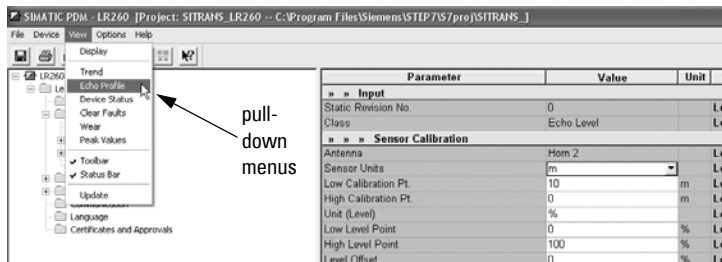 SIMATIC PDM - LR260 [Project: SITRANS_LR260 -- C:\Program Files\Siemens\STEP7\S7proj\SITRANS_]
File Device View Options Help
Display
Trend
Echo Profile
Device Status
Clear Faults
Wear
Peak Values
Toolbar
Status Bar
Update
LR260
Le
Communication
Language
Certificates and Approvals
pull-
down
menus
Parameter Value Unit
» » Input
Static Revision No. 0 L
Class Echo Level L
» » » Sensor Calibration
Antenna Horn 2 L
Sensor Units m L
Low Calibration Pt. 10 m L
High Calibration Pt. 0 m L
Unit (Level) % L
Low Level Point 0 % L
High Level Point 100 % L
Level Offset 0 % L